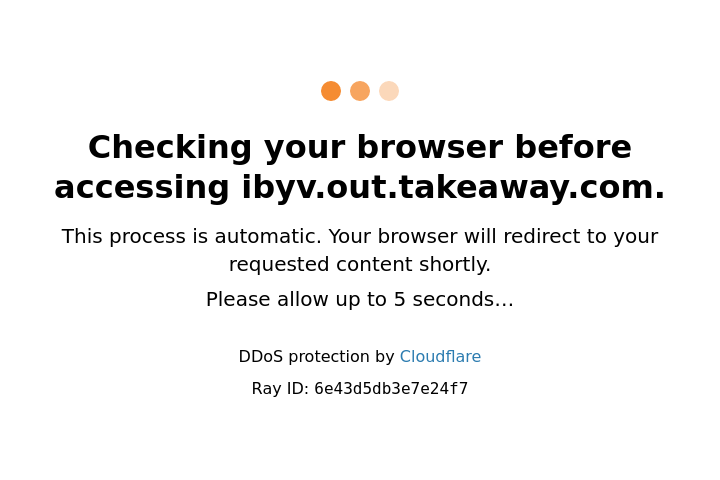 Checking your browser before
accessing ibyv.out.takeaway.com.
This process is automatic. Your browser will redirect to your
requested content shortly.
Please allow up to 5 seconds…
DDoS protection by Cloudflare
Ray ID: 6e43d5db3e7e24f7